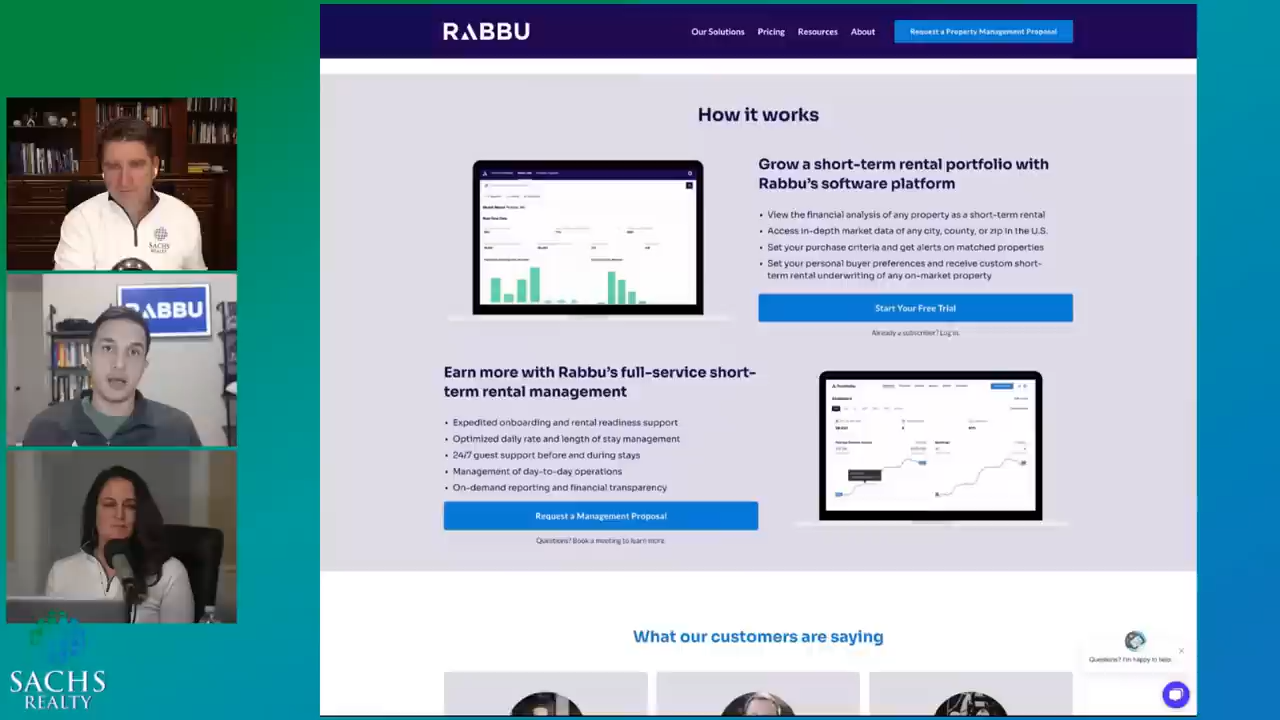 RABBU
Our Solutions
Pricing
Resources
About
Request a Property Management Proposal
How it works
Grow a short-term rental portfolio with
Rabbu's software platform
• View the financial analysis of any property as a short-term rental
• Access in-depth market data of any city, county, or zip in the U.S.
• Set your purchase criteria and get alerts on matched properties
• Set your personal buyer preferences and receive custom short-
term rental underwriting of any on-market property
Start Your Free Trial
Already a subscriber? Log in.
Earn more with Rabbu's full-service short-
term rental management
• Expedited onboarding and rental readiness support
• Optimized daily rate and length of stay management
• 24/7 guest support before and during stays
• Management of day-to-day operations
• On-demand reporting and financial transparency
Request a Management Proposal
Questions? Book a meeting to learn more.
What our customers are saying
Questions? I'm happy to help.
SACHS
REALTY
RABBU
SACHS
REALTY